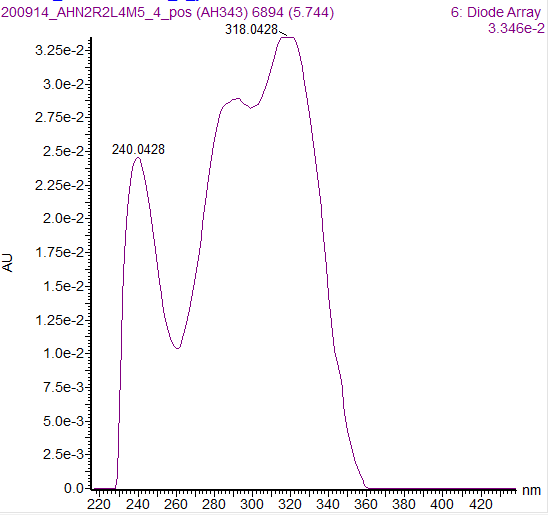 200914_AHN2R2L4M5_4_pos (AH343) 6894 (5.744)
6: Diode Array
3.346e-2
318.0428
240.0428
AU
3.25e-2
3.0e-2
2.75e-2
2.5e-2
2.25e-2
2.0e-2
1.75e-2
1.5e-2
1.25e-2
1.0e-2
7.5e-3
5.0e-3
2.5e-3
0.0
220 240 260 280 300 320 340 360 380 400 420 nm